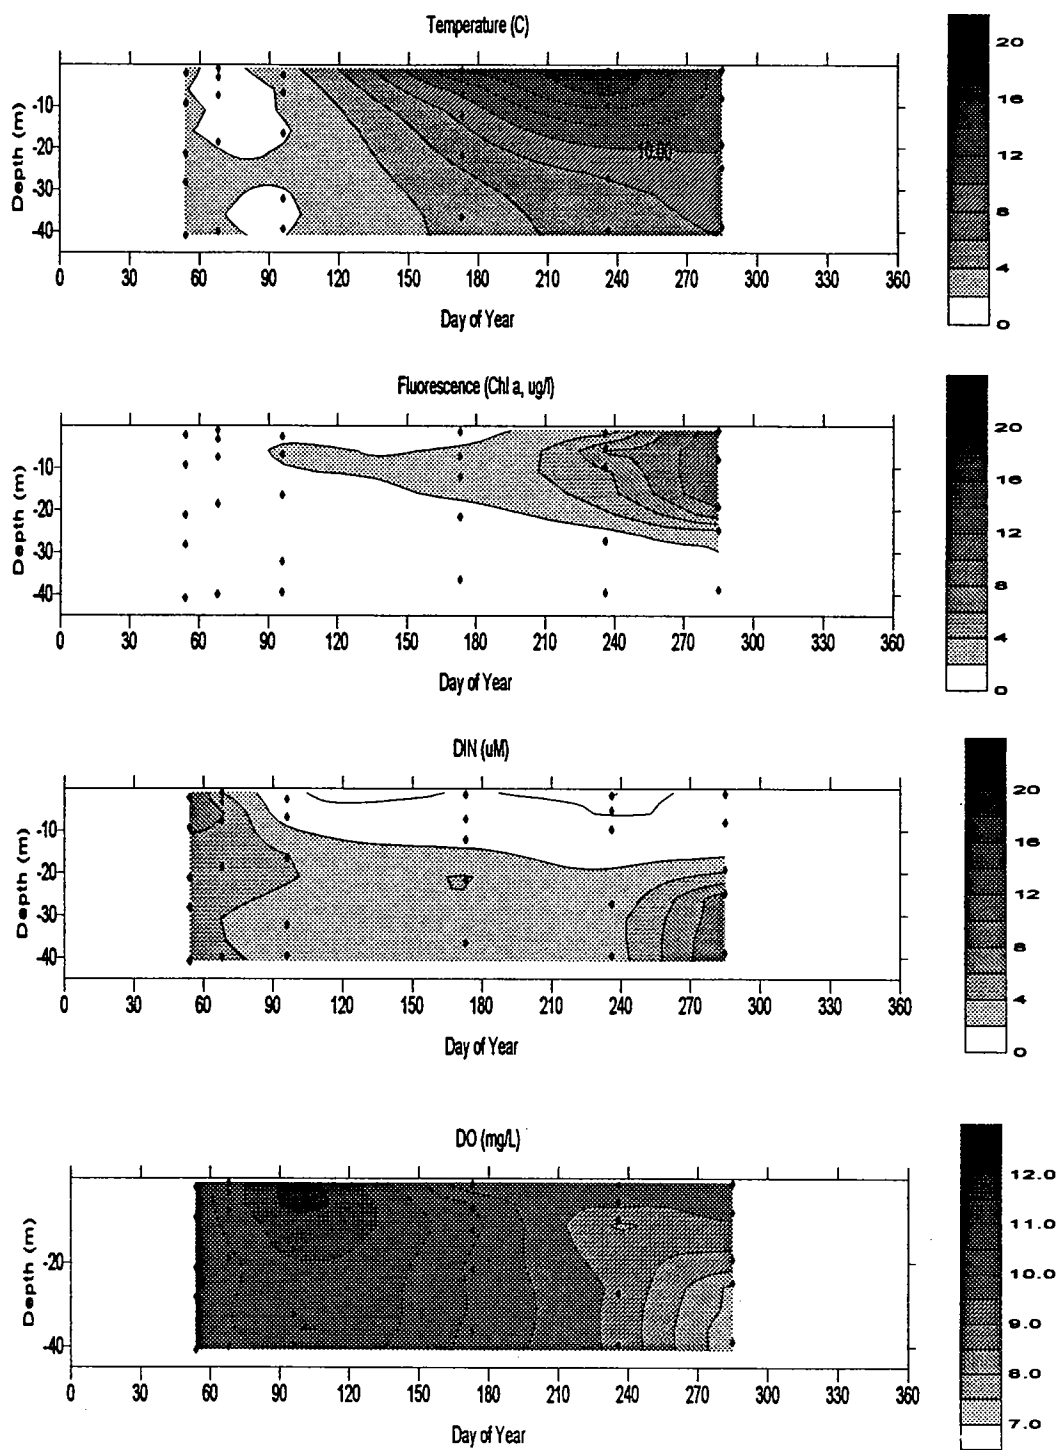 Temperature (C)
20
16
12
8
4
0
Depth (m)
-10
-20
-30
-40
10.00
0 30 60 90 120 150 180 210 240 270 300 330 360
Day of Year
Fluorescence (Chl a, ug/l)
20
16
12
8
4
0
Depth (m)
-10
-20
-30
-40
0 30 60 90 120 150 180 210 240 270 300 330 360
Day of Year
DIN (uM)
20
16
12
8
4
0
Depth (m)
-10
-20
-30
-40
0 30 60 90 120 150 180 210 240 270 300 330 360
Day of Year
DO (mg/L)
12.0
11.0
10.0
9.0
8.0
7.0
Depth (m)
-20
-40
0 30 60 90 120 150 180 210 240 270 300 330 360
Day of Year